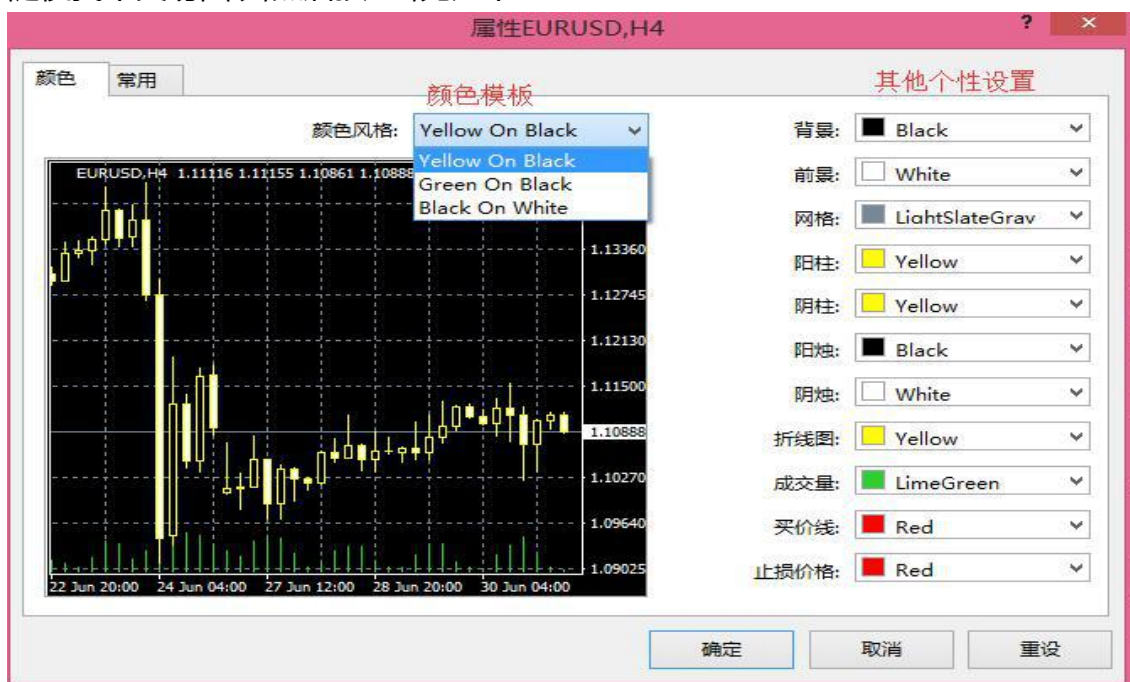 属性EURUSD,H4
?
×
颜色 常用
颜色模板
其他个性设置
颜色风格: Yellow On Black
Yellow On Black
Green On Black
Black On White
EURUSD,H4 1.11116 1.11155 1.10861 1.10888
1.13360
1.12745
1.12130
1.11500
1.10888
1.10270
1.09640
1.09025
22 Jun 20:00 24 Jun 04:00 27 Jun 12:00 28 Jun 20:00 30 Jun 04:00
背景: Black
前景: White
网格: LightSlateGray
阳柱: Yellow
阴柱: Yellow
阳烛: Black
阴烛: White
折线图: Yellow
成交量: LimeGreen
买价线: Red
止损价格: Red
确定 取消 重设